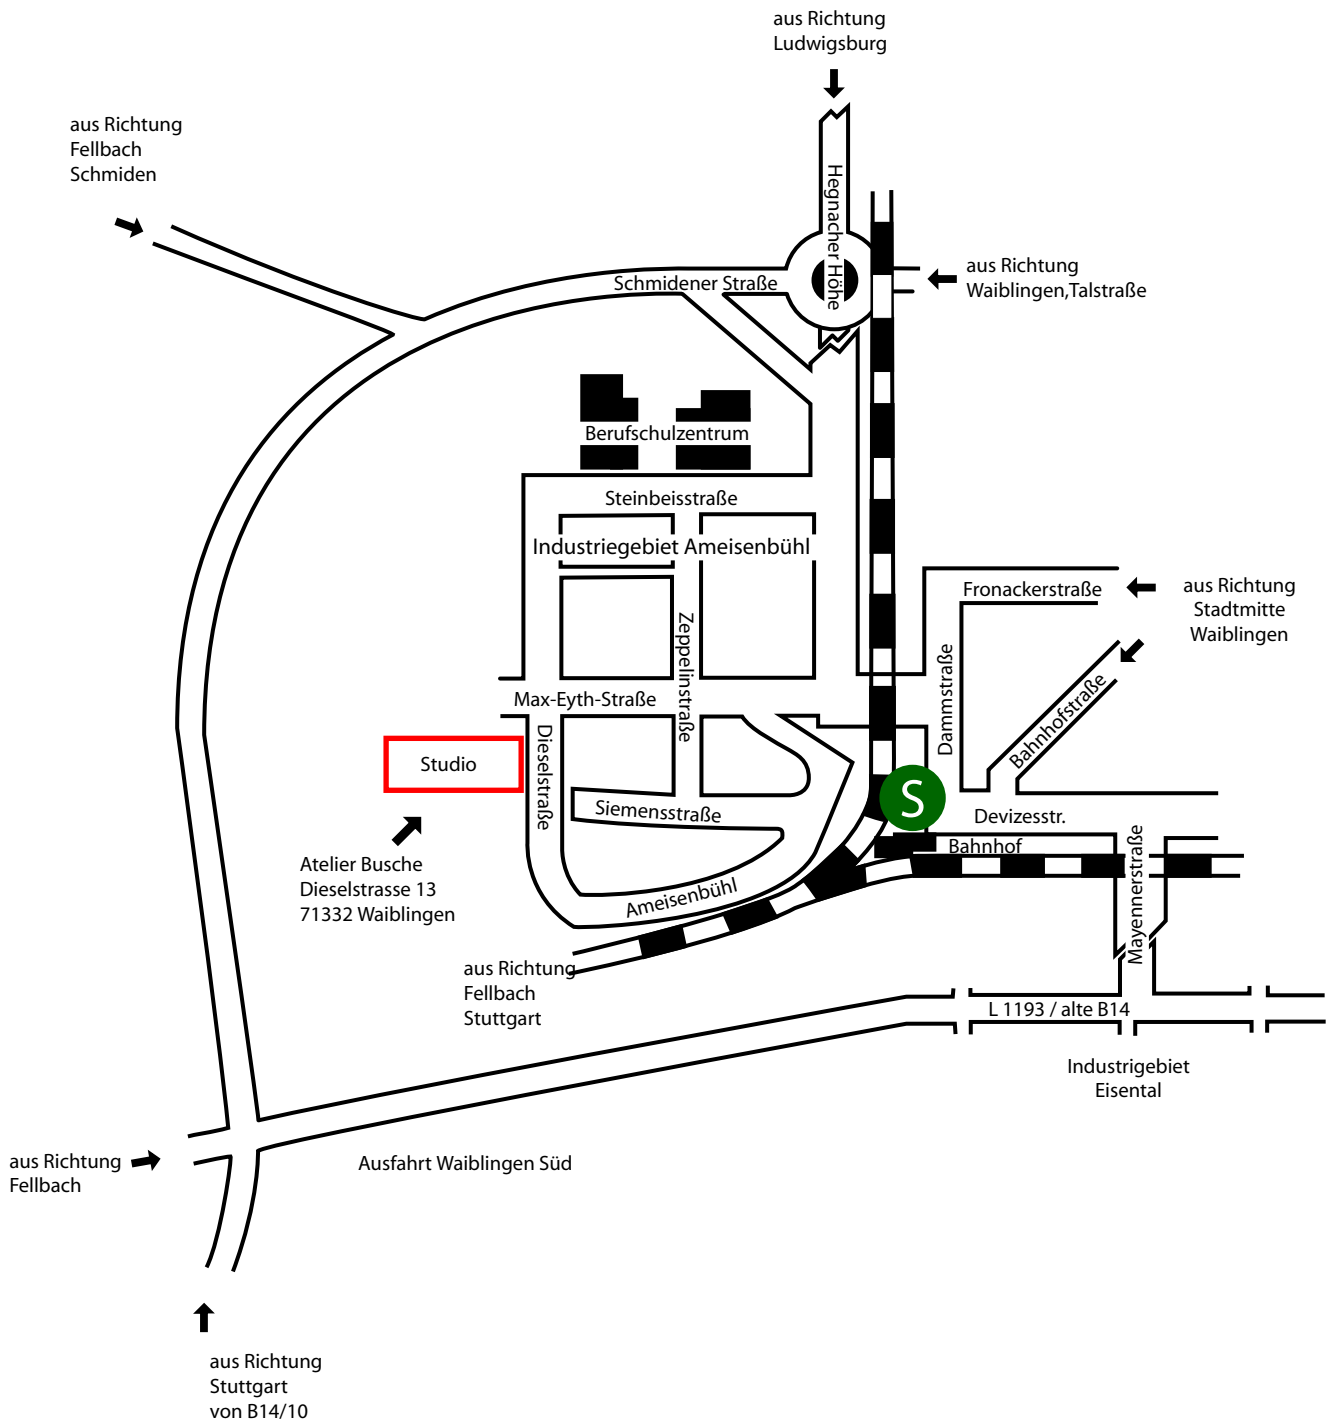 aus Richtung
Ludwigsburg
aus Richtung
Fellbach
Schmiden
Hegnacher Höhe
aus Richtung
Waiblingen,Talstraße
Schmidener Straße
Berufschulzentrum
Steinbeisstraße
Industriegebiet Ameisenbühl
Fronackerstraße
aus Richtung
Stadtmitte
Waiblingen
Zeppelinstraße
Dammstraße
Bahnhofstraße
Max-Eyth-Straße
Dieselstraße
Studio
S
Siemensstraße
Devizesstr.
Bahnhof
Mayennerstraße
Atelier Busche
Dieselstrasse 13
71332 Waiblingen
Ameisenbühl
aus Richtung
Fellbach
Stuttgart
L 1193 / alte B14
Industrigebiet
Eisental
aus Richtung
Fellbach
Ausfahrt Waiblingen Süd
aus Richtung
Stuttgart
von B14/10